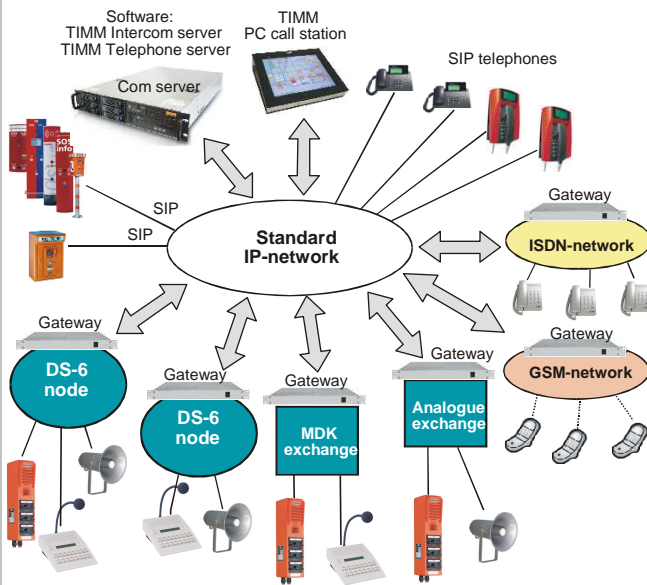 Software:
TIMM Intercom server
TIMM Telephone server
Com server
TIMM
PC call station
SIP telephones
SOS
info
SIP
SIP
Standard
IP-network
Gateway
ISDN-network
Gateway
GSM-network
Gateway
DS-6
node
Gateway
DS-6
node
Gateway
MDK
exchange
Gateway
Analogue
exchange